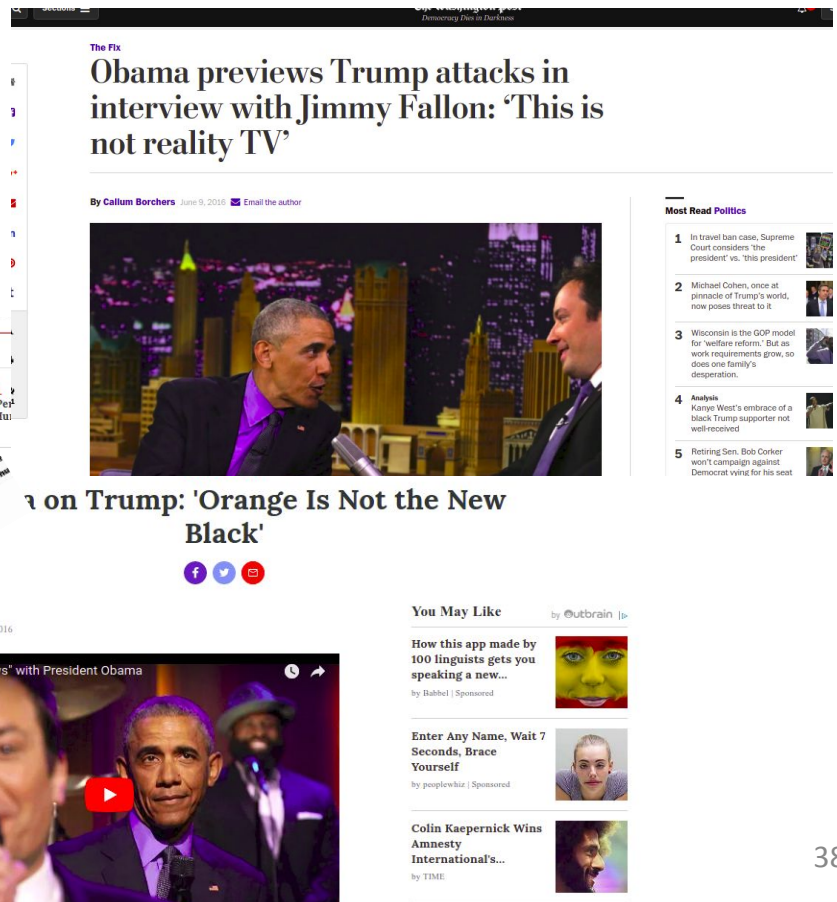 Sections
The Washington Post
Democracy Dies in Darkness
The Fix
Obama previews Trump attacks in
interview with Jimmy Fallon: ‘This is
not reality TV’
By Callum Borchers June 9, 2016 Email the author
Most Read Politics
1 In travel ban case, Supreme
Court considers ‘the
president’ vs. ‘this president’
2 Michael Cohen, once at
pinnacle of Trump's world,
now poses threat to it
3 Wisconsin is the GOP model
for ‘welfare reform.’ But as
work requirements grow, so
does one family's
desperation.
4 Analysis
Kanye West's embrace of a
black Trump supporter not
well-received
5 Retiring Sen. Bob Corker
won't campaign against
Democrat vying for his seat
on Trump: 'Orange Is Not the New
Black'
016
s" with President Obama
You May Like
by Outbrain
How this app made by
100 linguists gets you
speaking a new...
by Babbel | Sponsored
Enter Any Name, Wait 7
Seconds, Brace
Yourself
by peoplewhiz | Sponsored
Colin Kaepernick Wins
Amnesty
International's...
by TIME
38